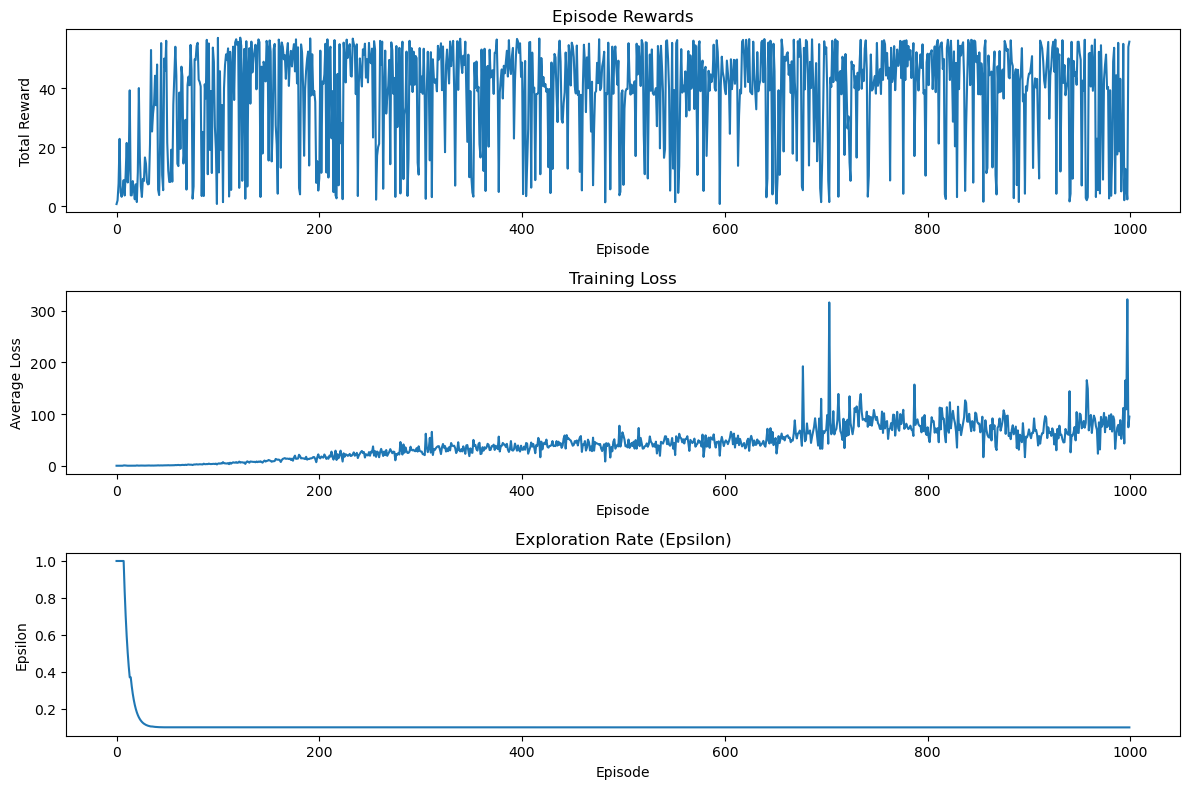 Episode Rewards
Total Reward
40
20
0
0 200 400 600 800 1000
Episode
Training Loss
Average Loss
300
200
100
0
0 200 400 600 800 1000
Episode
Exploration Rate (Epsilon)
Epsilon
1.0
0.8
0.6
0.4
0.2
0 200 400 600 800 1000
Episode